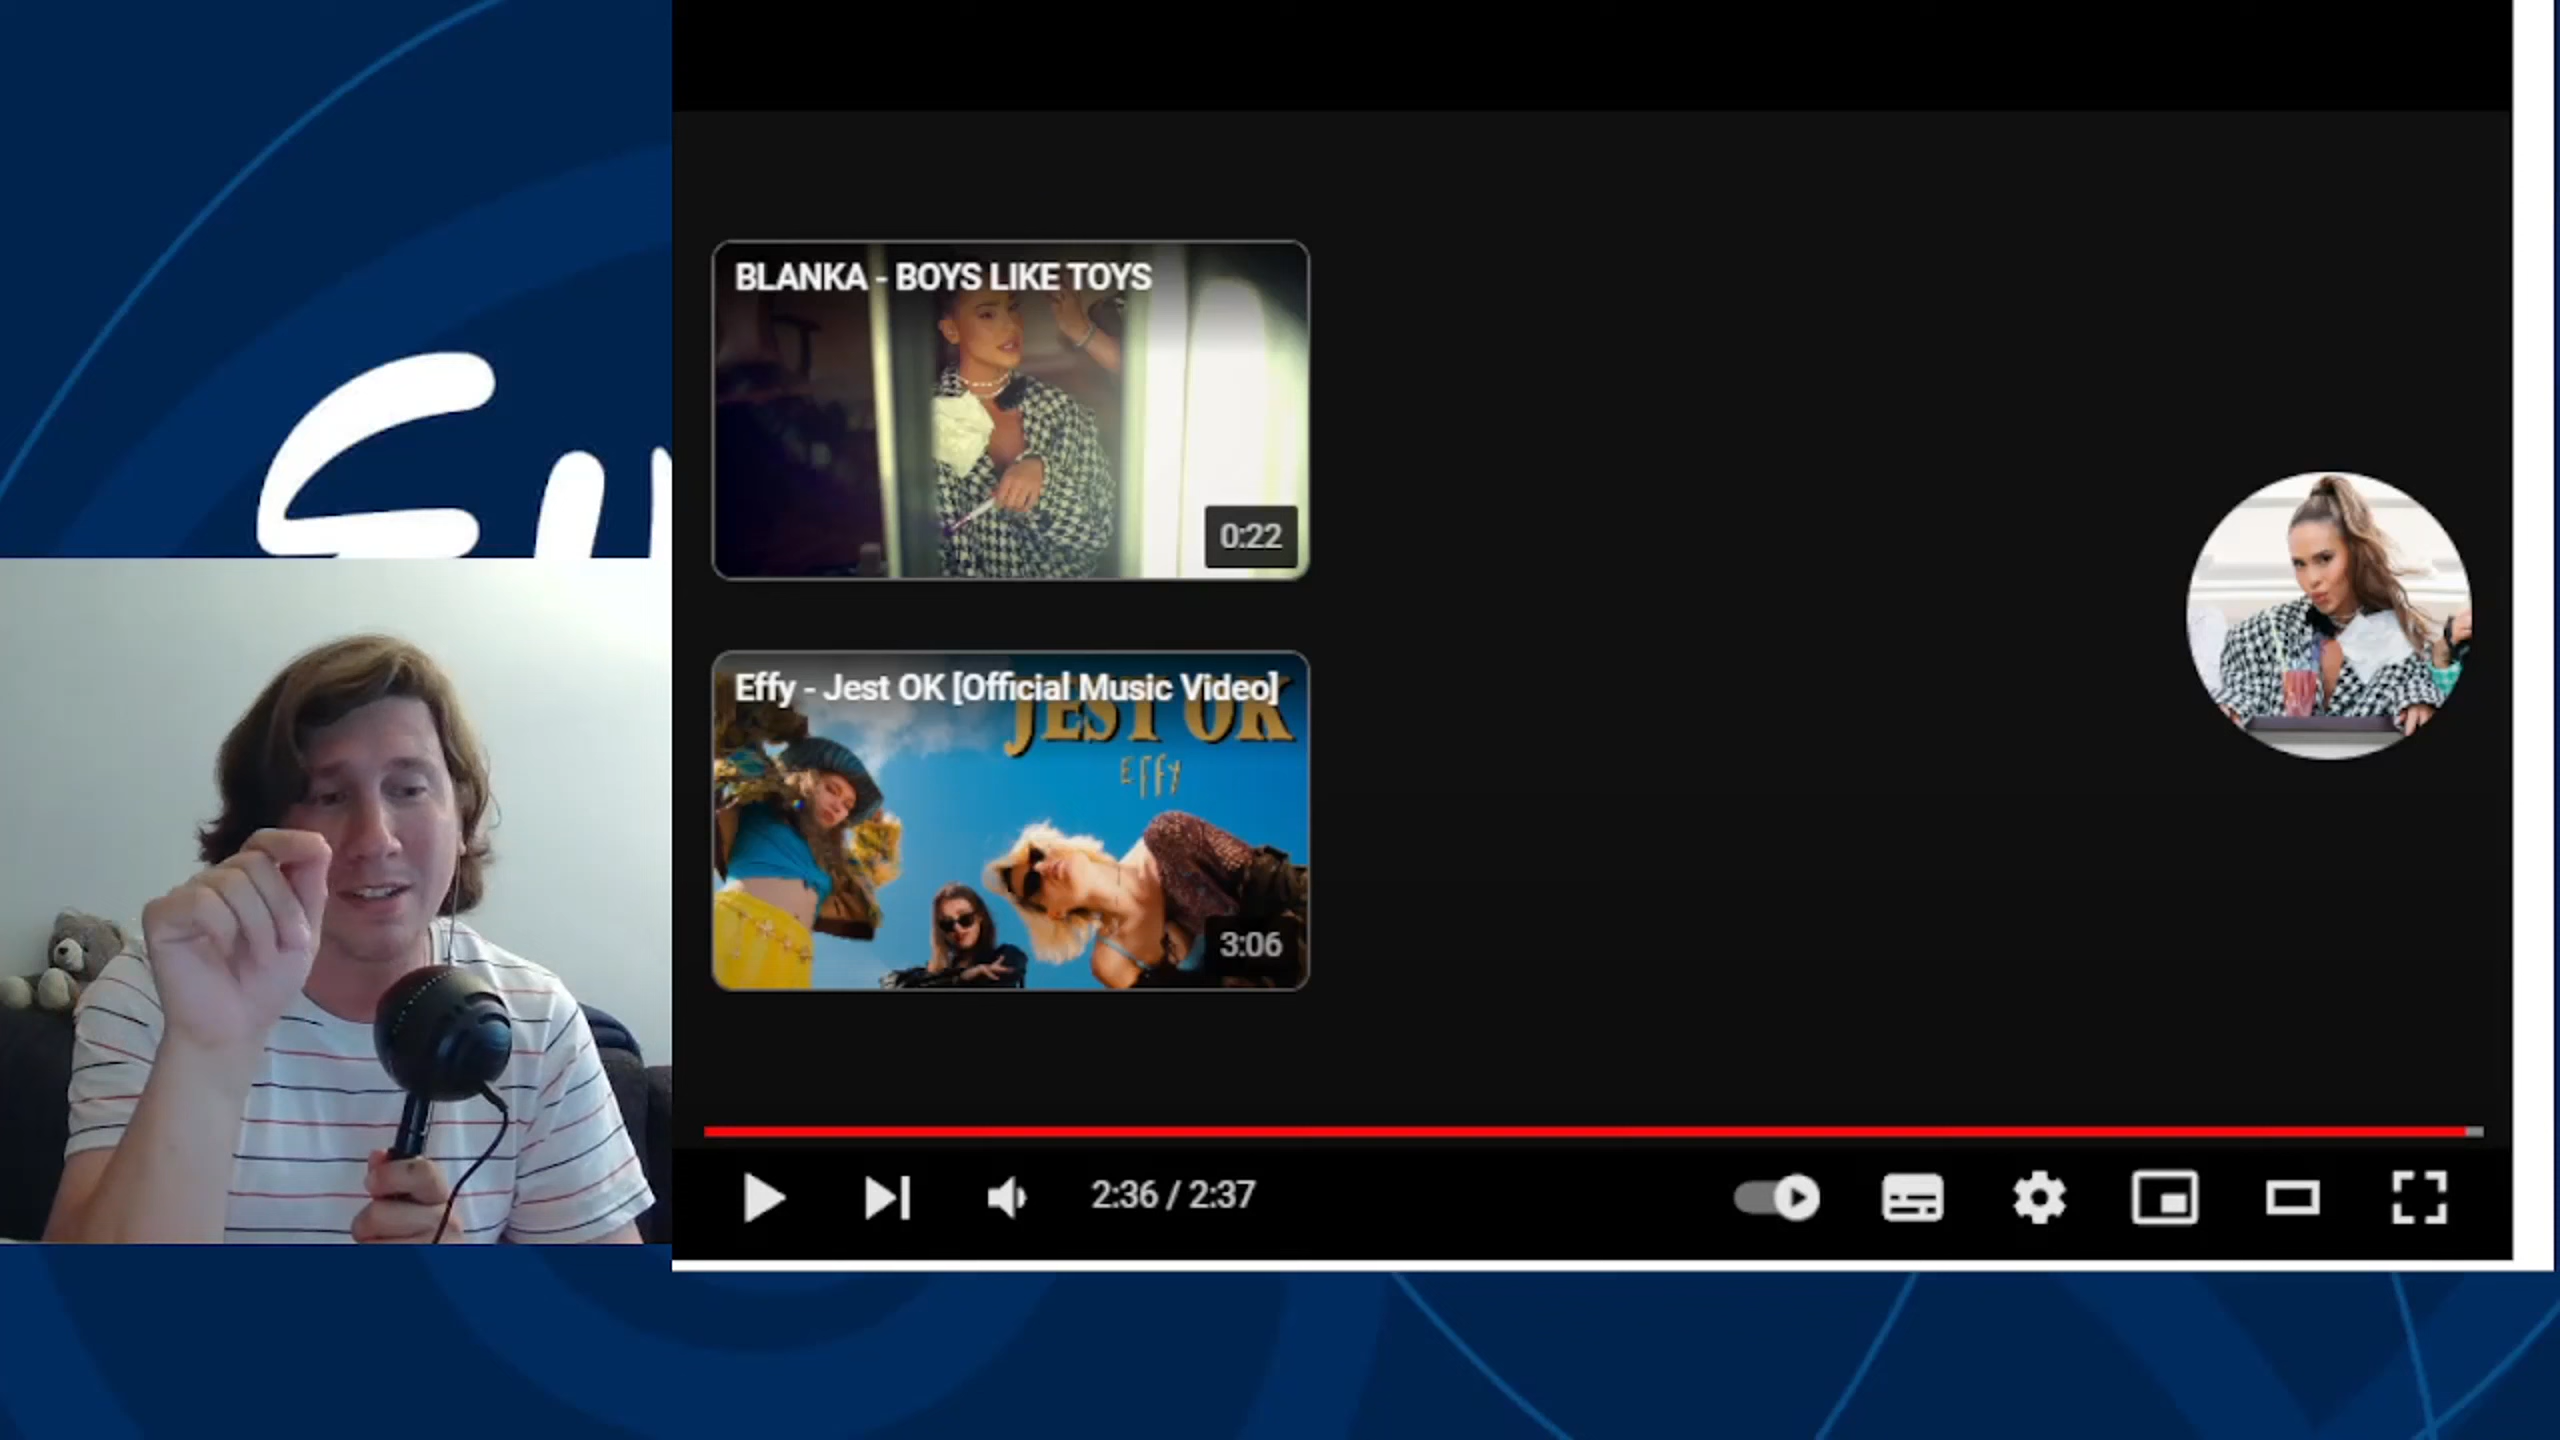 BLANKA - BOYS LIKE TOYS
0:22
Effy - Jest OK [Official Music Video]
JEST OK
Effy
3:06
2:36 / 2:37